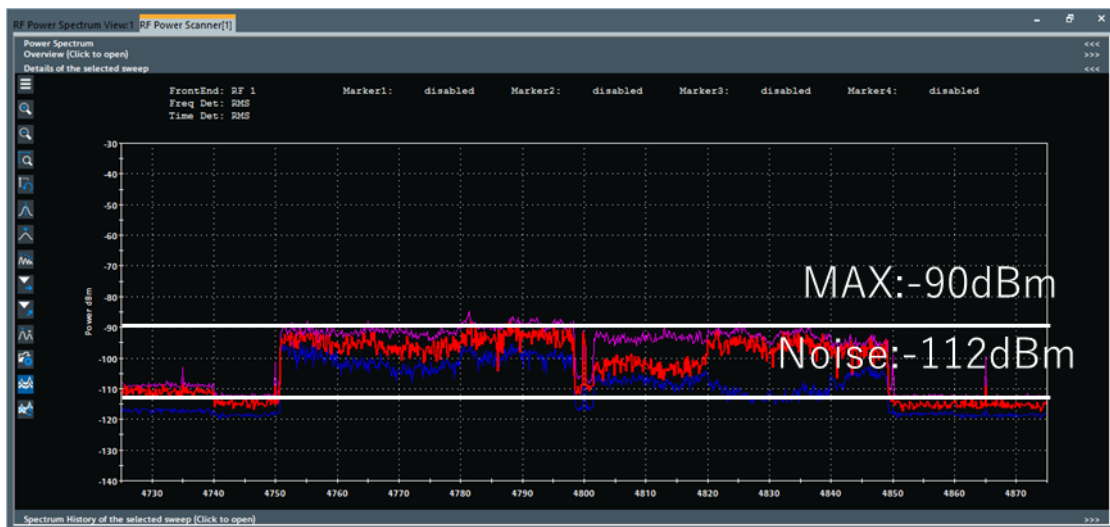 RF Power Spectrum View:1 RF Power Scanner[1]
Power Spectrum <<<
Overview (Click to open) >>>
Details of the selected sweep <<<
FrontEnd: RF 1 Marker1: disabled Marker2: disabled Marker3: disabled Marker4: disabled
Freq Det: RMS
Time Det: RMS
-30
-40
-50
-60
-70
MAX:-90dBm
-80
Power dBm
-90
Noise:-112dBm
-100
-110
-120
-130
-140
4730 4740 4750 4760 4770 4780 4790 4800 4810 4820 4830 4840 4850 4860 4870
Spectrum History of the selected sweep (Click to open) >>>